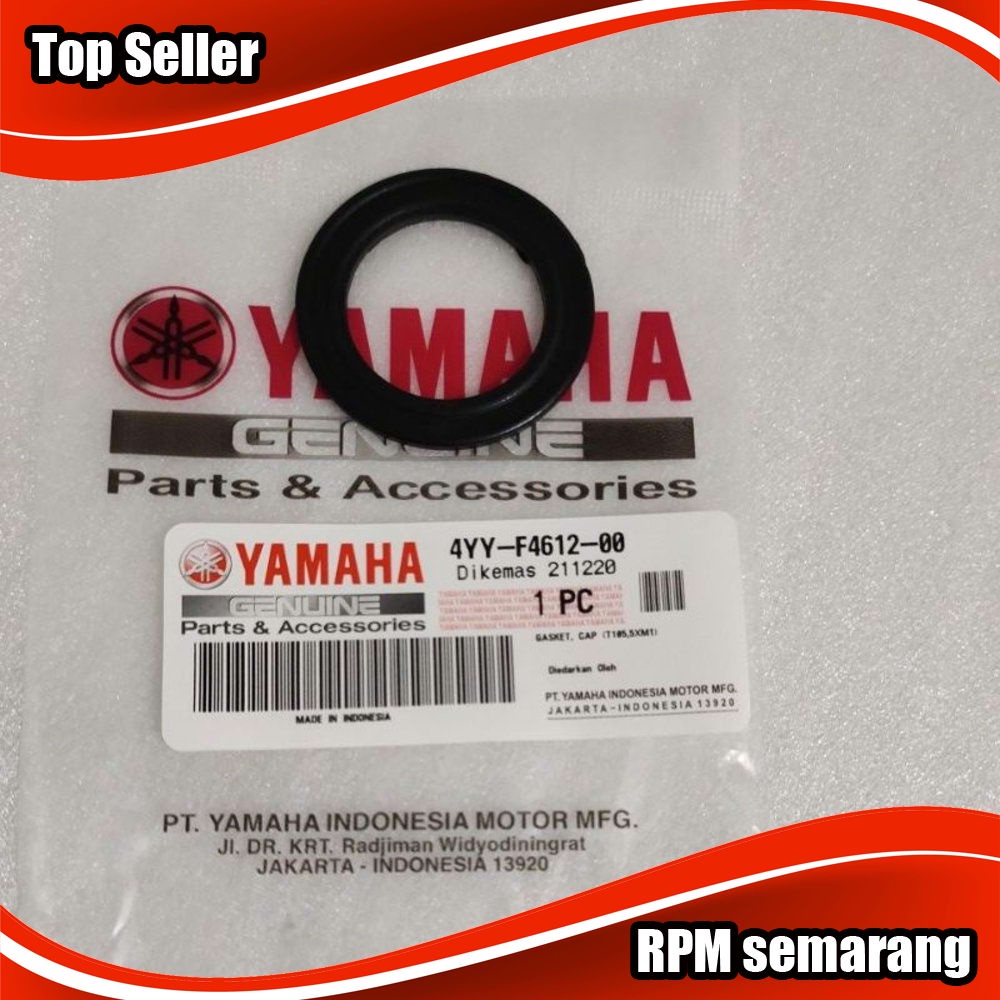 Top Seller
YAMAHA
GENUINE
Parts & Accessories
YAMAHA
GENUINE
Parts & Accessories
4YY-F4612-00
Dikemas 211220
1 PC
GASKET, CAP (T105,5XM1)
Diedarkan Oleh
PT. YAMAHA INDONESIA MOTOR MFG.
JAKARTA-INDONESIA 13920
MADE IN INDONESIA
PT. YAMAHA INDONESIA MOTOR MFG.
Jl. DR. KRT. Radjiman Widyodiningrat
JAKARTA - INDONESIA 13920
RPM semarang